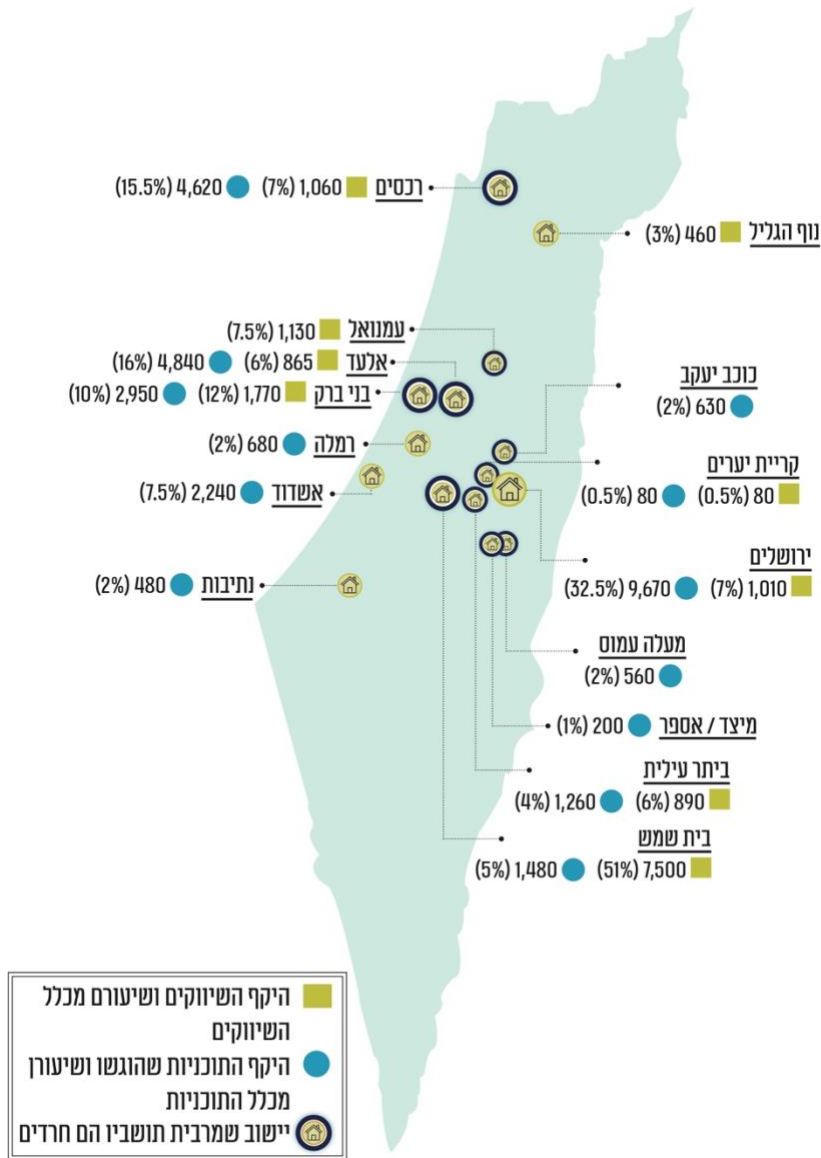 רכסים 1,060 (7%) 4,620 (15.5%)
נוף הגליל 460 (3%)
עמנואל 1,130 (7.5%)
אלעד 865 (6%) 4,840 (16%)
בני ברק 1,770 (12%) 2,950 (10%)
רמלה 680 (2%)
אשדוד 2,240 (7.5%)
נתיבות 480 (2%)
כוכב יעקב
630 (2%)
קריית יערים
80 (0.5%) 80 (0.5%)
ירושלים
1,010 (7%) 9,670 (32.5%)
מעלה עמוס
560 (2%)
מיצד / אספר 200 (1%)
ביתר עילית
890 (6%) 1,260 (4%)
בית שמש
7,500 (51%) 1,480 (5%)
היקף השיווקים ושיעורם מכלל
השיווקים
היקף התוכניות שהוגשו ושיעורן
מכלל התוכניות
יישוב שמרבית תושביו הם חרדים